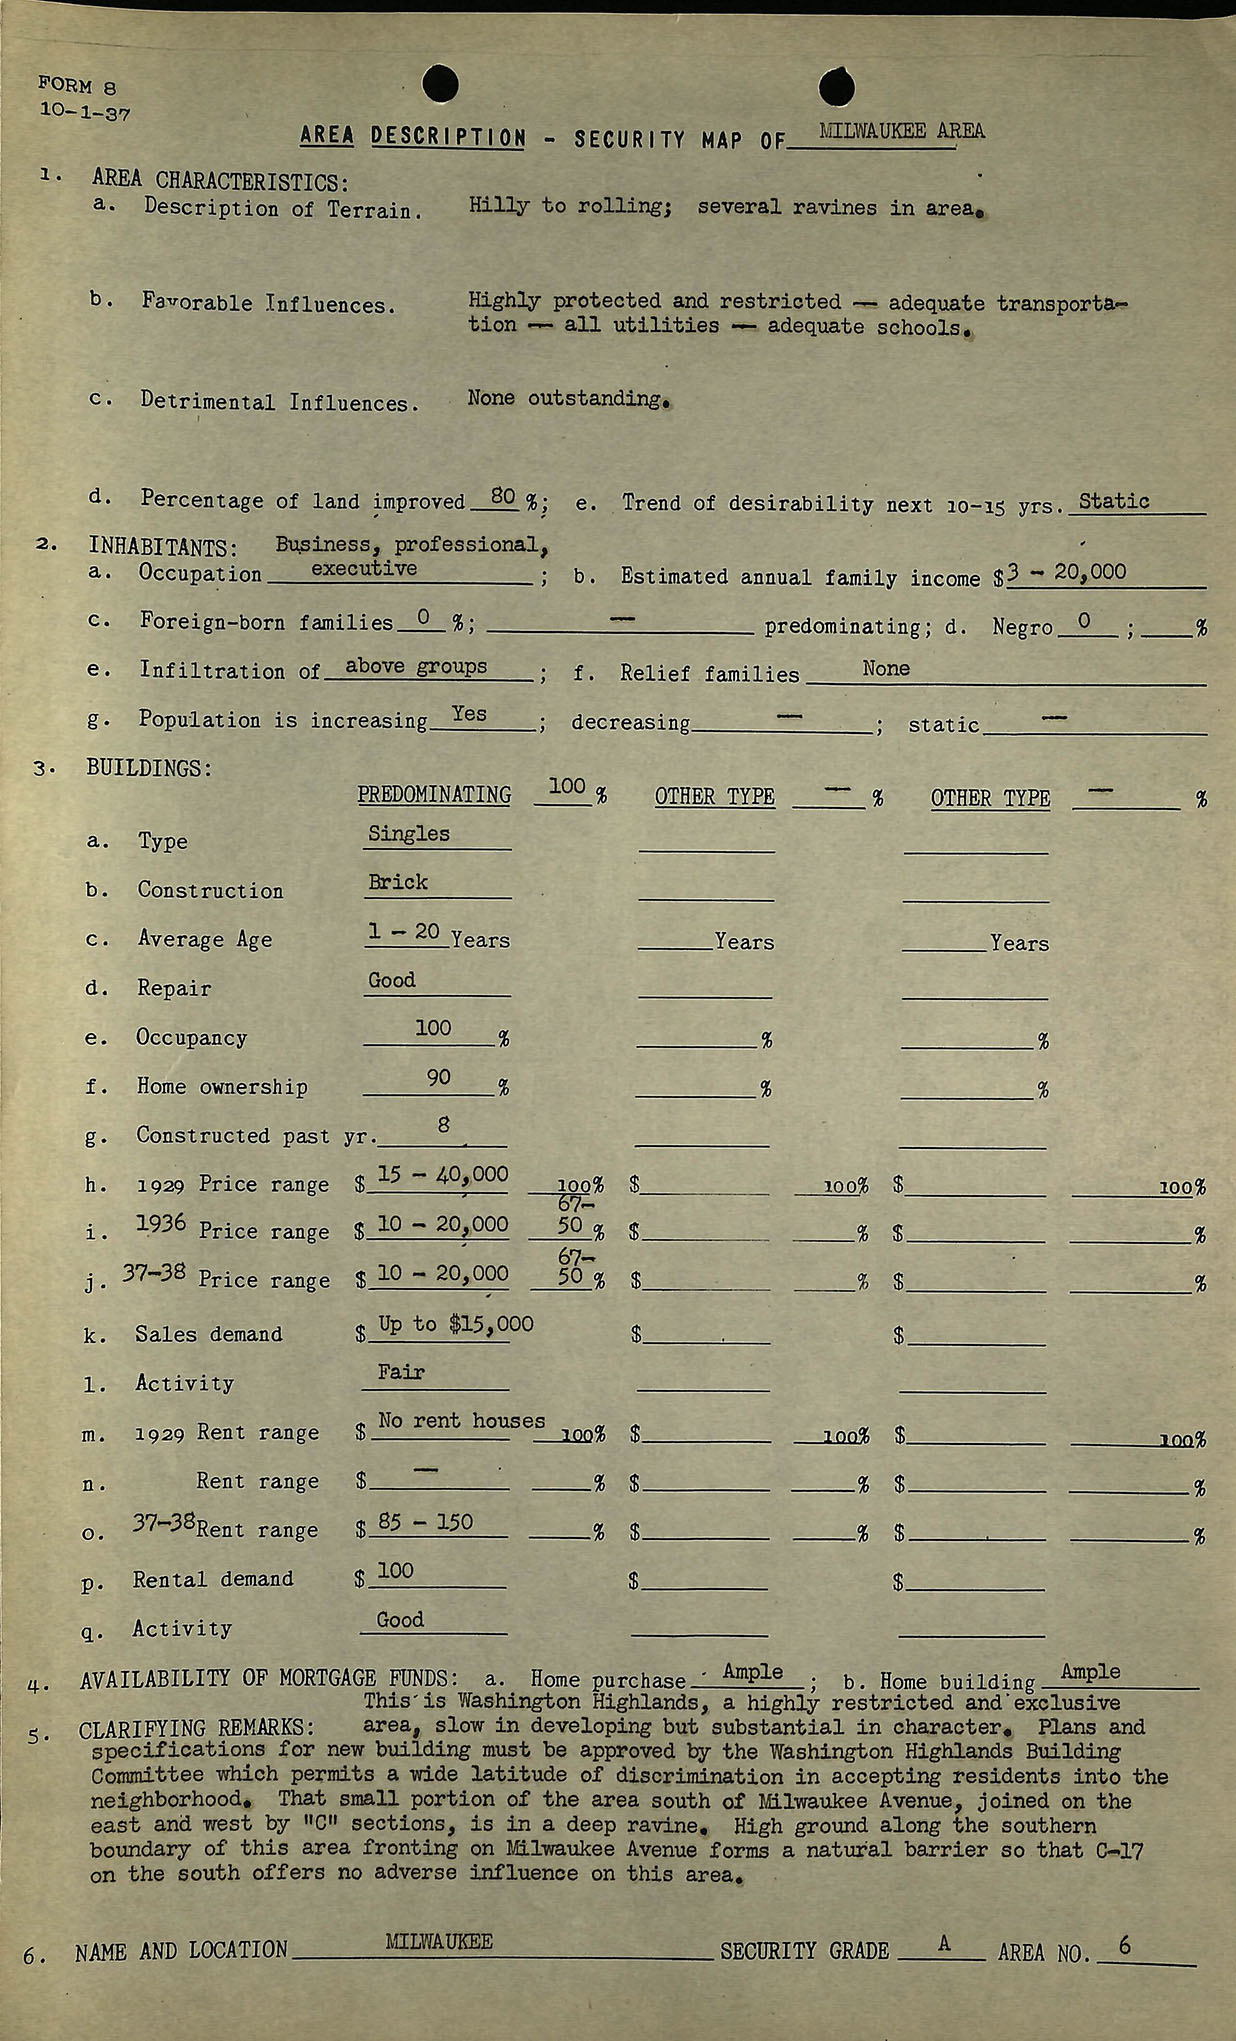 FORM 8
10-1-37
AREA DESCRIPTION - SECURITY MAP OF MILWAUKEE AREA
1. AREA CHARACTERISTICS:
a. Description of Terrain. Hilly to rolling; several ravines in area.
b. Favorable Influences. Highly protected and restricted — adequate transporta-
tion — all utilities — adequate schools.
c. Detrimental Influences. None outstanding.
d. Percentage of land improved 80 %; e. Trend of desirability next 10-15 yrs. Static
2. INHABITANTS: Business, professional,
a. Occupation executive ; b. Estimated annual family income $ 3 - 20,000
c. Foreign-born families 0 %; — predominating; d. Negro 0 ; %
e. Infiltration of above groups ; f. Relief families None
g. Population is increasing Yes ; decreasing — ; static —
3. BUILDINGS:
PREDOMINATING 100 % OTHER TYPE — % OTHER TYPE — %
a. Type Singles
b. Construction Brick
c. Average Age 1 - 20 Years Years Years
d. Repair Good
e. Occupancy 100 % % %
f. Home ownership 90 % % %
g. Constructed past yr. 8
h. 1929 Price range $ 15 - 40,000 100% $ 100% $ 100%
67-
i. 1936 Price range $ 10 - 20,000 50 % $ % $ %
67-
j. 37-38 Price range $ 10 - 20,000 50 % $ % $ %
k. Sales demand $ Up to $15,000 $ $
l. Activity Fair
m. 1929 Rent range $ No rent houses 100% $ 100% $ 100%
n. Rent range $ — % $ % $ %
o. 37-38 Rent range $ 85 - 150 % $ % $ %
p. Rental demand $ 100 $ $
q. Activity Good
4. AVAILABILITY OF MORTGAGE FUNDS: a. Home purchase Ample ; b. Home building Ample
This is Washington Highlands, a highly restricted and exclusive
5. CLARIFYING REMARKS: area, slow in developing but substantial in character. Plans and
specifications for new building must be approved by the Washington Highlands Building
Committee which permits a wide latitude of discrimination in accepting residents into the
neighborhood. That small portion of the area south of Milwaukee Avenue, joined on the
east and west by "C" sections, is in a deep ravine. High ground along the southern
boundary of this area fronting on Milwaukee Avenue forms a natural barrier so that C-17
on the south offers no adverse influence on this area.
6. NAME AND LOCATION MILWAUKEE SECURITY GRADE A AREA NO. 6